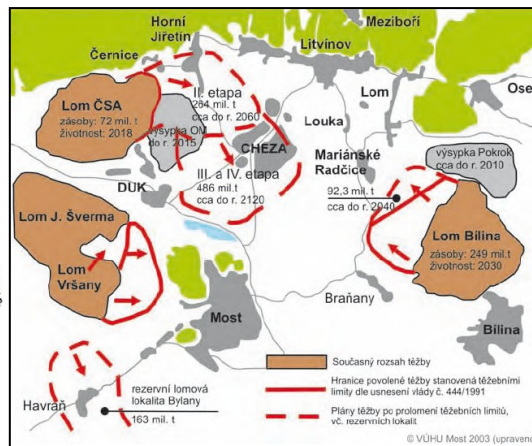 Horní
Jiřetín
Meziboří
Litvínov
Černice
Lom
Ose
Lom ČSA
zásoby: 72 mil. t
životnost: 2018
II. etapa
264 mil. t
cca do r. 2060
výsypka OM
do r. 2015
CHEZA
Louka
Mariánské
Radčice
výsypka Pokrok
cca do r. 2010
III. a IV. etapa
486 mil.t
cca do r. 2120
DUK
92,3 mil. t
cca do r. 2040
Lom J. Šverma
Lom Bílina
zásoby: 249 mil.t
životnost: 2030
Lom
Vršany
Braňany
Most
Bílina
Havraň
rezervní lomová
lokalita Bylany
163 mil. t
Současný rozsah těžby
Hranice povolené těžby stanovená těžebními
limity dle usnesení vlády č. 444/1991
Plány těžby po prolomení těžebních limitů,
vč. rezervních lokalit
© VÚHU Most 2003 (upraveny